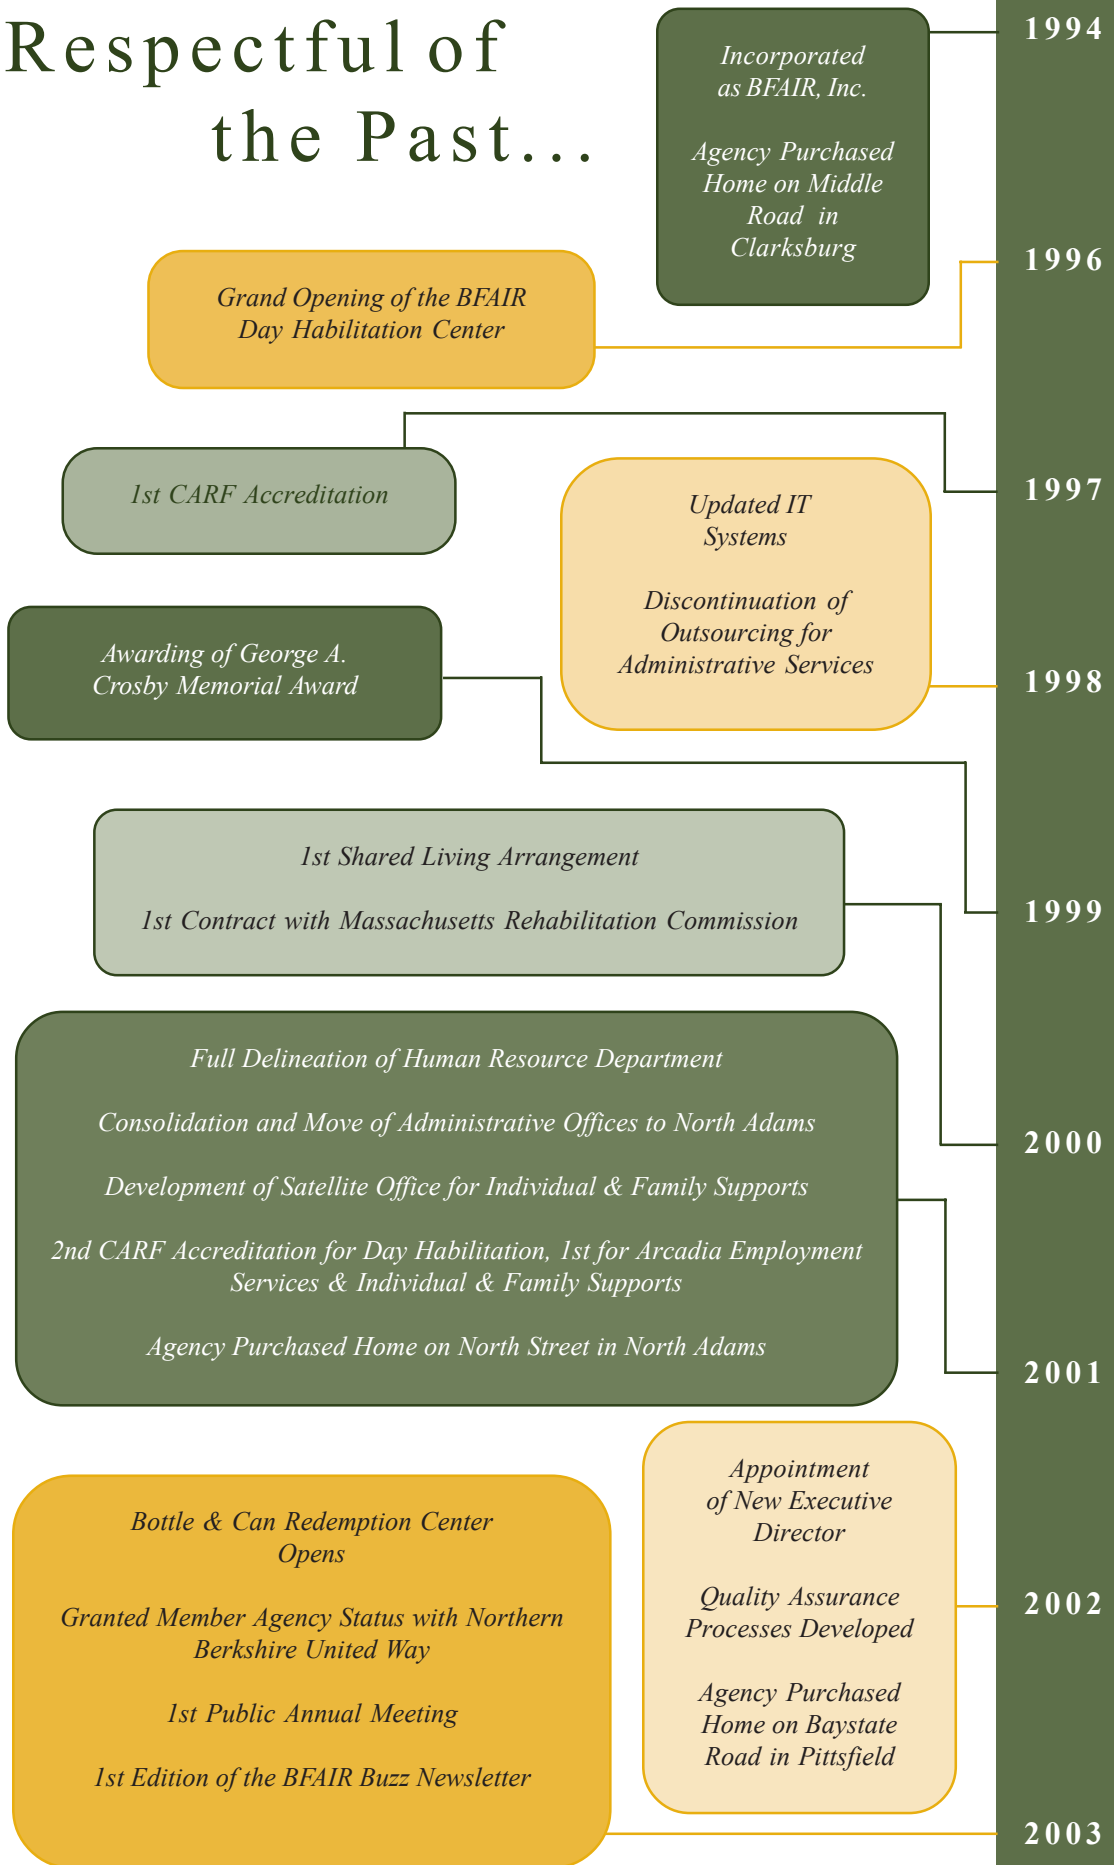 Respectful of
the Past...
1994
Incorporated
as BFAIR, Inc.
Agency Purchased
Home on Middle
Road in
Clarksburg
1996
Grand Opening of the BFAIR
Day Habilitation Center
1997
1st CARF Accreditation
Updated IT
Systems
Discontinuation of
Outsourcing for
Administrative Services
1998
Awarding of George A.
Crosby Memorial Award
1999
1st Shared Living Arrangement
1st Contract with Massachusetts Rehabilitation Commission
2000
Full Delineation of Human Resource Department
Consolidation and Move of Administrative Offices to North Adams
Development of Satellite Office for Individual & Family Supports
2nd CARF Accreditation for Day Habilitation, 1st for Arcadia Employment
Services & Individual & Family Supports
Agency Purchased Home on North Street in North Adams
2001
Appointment
of New Executive
Director
Quality Assurance
Processes Developed
Agency Purchased
Home on Baystate
Road in Pittsfield
2002
Bottle & Can Redemption Center
Opens
Granted Member Agency Status with Northern
Berkshire United Way
1st Public Annual Meeting
1st Edition of the BFAIR Buzz Newsletter
2003